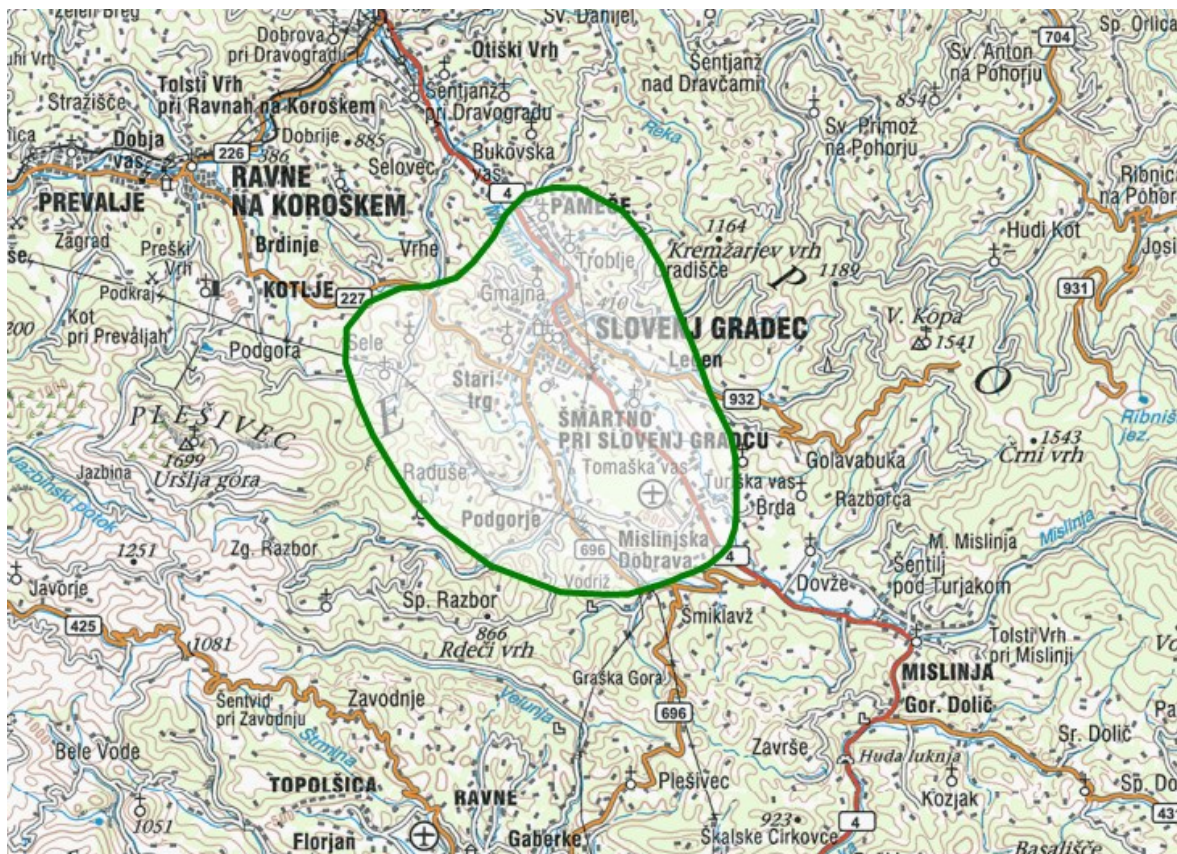 Zelen Breg
Dobrova
pri Dravogradu
Otiški Vrh
Sv. Danijel
Sp. Orlica
704
Sv. Anton
na Pohorju
Šentjanž
nad Dravčami
Tolsti Vrh
pri Ravnah na Koroškem
Šentjanž
pri Dravogradu
Stražišče
854
Dobja
vas
Dobrije
885
Reka
Sv. Primož
na Pohorju
226
386
Selovec
Bukovska
vas
Ribnica
na Pohorju
RAVNE
NA KOROŠKEM
4
PREVALJE
PAMEČE
Mislinja
Zagrad
Brdinje
Vrhe
1164
Kremžarjev vrh
Hudi Kot
Preški
Vrh
Troblje
Gradišče
P
1189
Podkraj
KOTLJE
227
Gmajna
410
931
Kot
pri Prevaljah
SLOVENJ GRADEC
V. Kopa
1541
Podgora
Sele
Legen
O
Stari
trg
932
PLEŠIVEC
E
ŠMARTNO
PRI SLOVENJ GRADCU
1543
Črni vrh
1699
Uršlja gora
Jazbina
Raduše
Tomaška vas
Golavabuka
Turiška vas
Razborca
Jazbinski potok
Podgorje
Brda
Mislinja
1251
Zg. Razbor
696
Mislinjska
Dobrava
4
M. Mislinja
Javorje
Vodriž
Dovže
Šentilj
pod Turjakom
425
Sp. Razbor
Šmiklavž
1081
866
Rdeči vrh
Tolsti Vrh
pri Mislinji
Graška Gora
MISLINJA
Šentvid
pri Zavodnju
Zavodnje
Velunja
696
Gor. Dolič
Bele Vode
Strmina
Završe
Sr. Dolič
Huda luknja
TOPOLŠICA
RAVNE
Plešivec
Kozjak
1051
Florjan
Gaberke
923
Škalske Cirkovce
4
Basališče